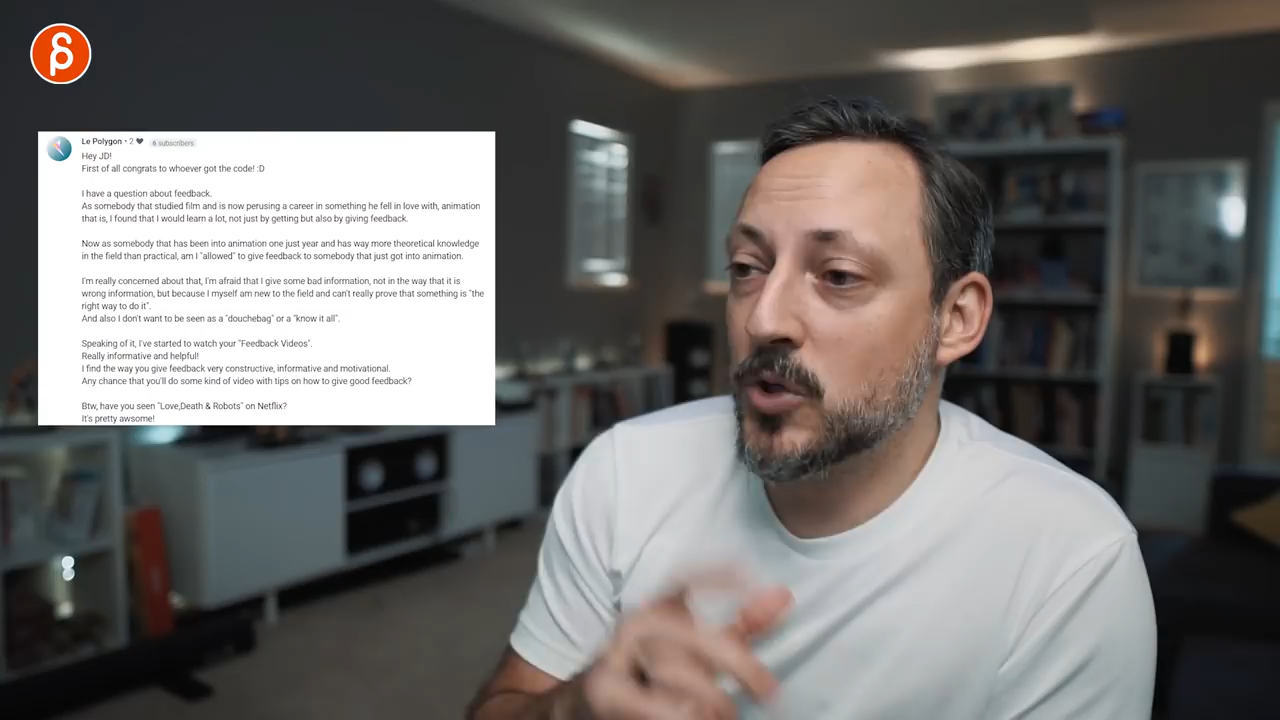 Le Polygon • 2 🖤 6 subscribers
Hey JD!
First of all congrats to whoever got the code! :D
I have a question about feedback.
As somebody that studied film and is now perusing a career in something he fell in love with, animation
that is, I found that I would learn a lot, not just by getting but also by giving feedback.
Now as somebody that has been into animation one just year and has way more theoretical knowledge
in the field than practical, am I "allowed" to give feedback to somebody that just got into animation.
I'm really concerned about that, I'm afraid that I give some bad information, not in the way that it is
wrong information, but because I myself am new to the field and can't really prove that something is "the
right way to do it".
And also I don't want to be seen as a "douchebag" or a "know it all".
Speaking of it, I've started to watch your "Feedback Videos".
Really informative and helpful!
I find the way you give feedback very constructive, informative and motivational.
Any chance that you'll do some kind of video with tips on how to give good feedback?
Btw, have you seen "Love,Death & Robots" on Netflix?
It's pretty awsome!